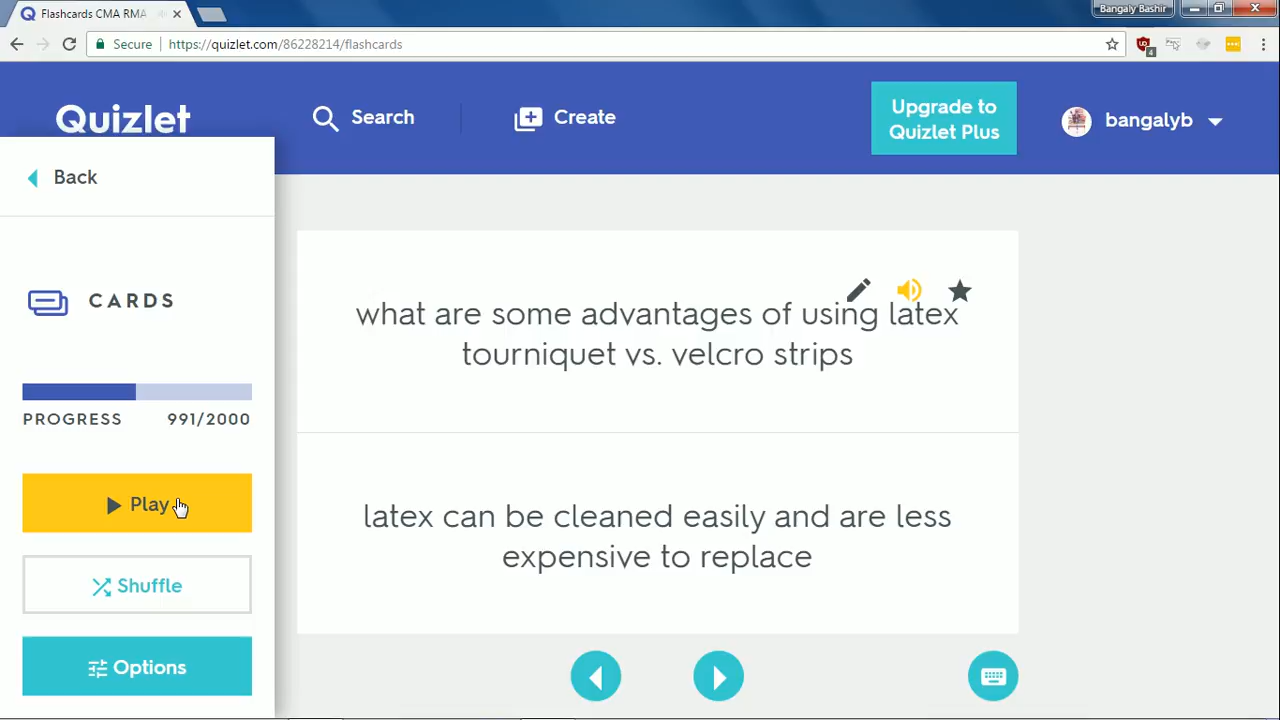 Flashcards CMA RMA
Bangaly Bashir
Secure
https://quizlet.com/86228214/flashcards
4
Quizlet
Search
Create
Upgrade to
Quizlet Plus
bangalyb
Back
CARDS
PROGRESS 991/2000
Play
Shuffle
Options
what are some advantages of using latex
tourniquet vs. velcro strips
latex can be cleaned easily and are less
expensive to replace